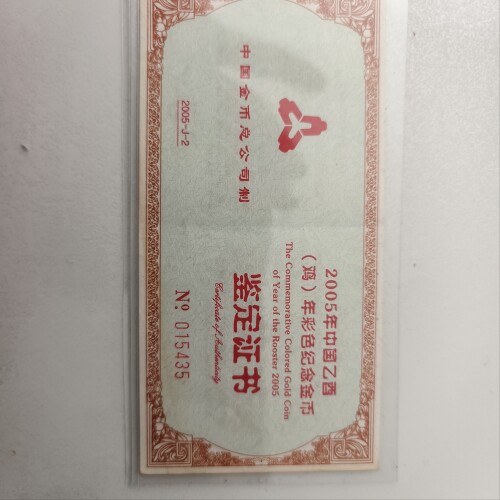 中国金币总公司制
2005-J-2
2005年中国乙酉
(鸡)年彩色纪念金币
The Commemorative Colored Gold Coin
of Year of the Rooster 2005
鉴定证书
Certificate of Authenticity
№ 015435